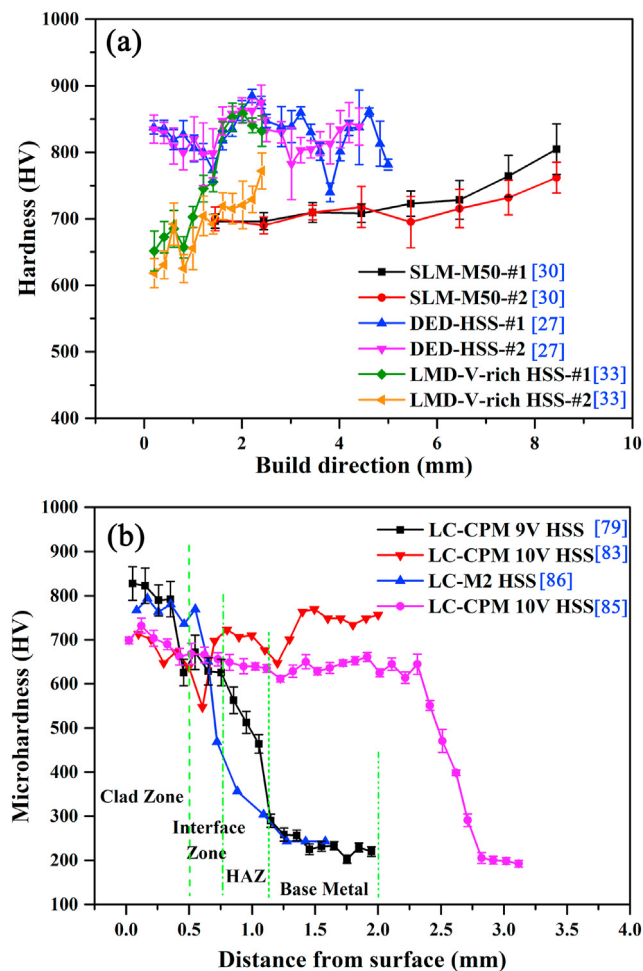 (a)
1000
900
800
700
600
500
400
Hardness (HV)
SLM-M50-#1 [30]
SLM-M50-#2 [30]
DED-HSS-#1 [27]
DED-HSS-#2 [27]
LMD-V-rich HSS-#1[33]
LMD-V-rich HSS-#2[33]
0 2 4 6 8 10
Build direction (mm)
(b)
1000
900
800
700
600
500
400
300
200
100
Microhardness (HV)
LC-CPM 9V HSS [79]
LC-CPM 10V HSS[83]
LC-M2 HSS [86]
LC-CPM 10V HSS[85]
Clad Zone
Interface
Zone
HAZ
Base Metal
0.0 0.5 1.0 1.5 2.0 2.5 3.0 3.5
Distance from surface (mm)